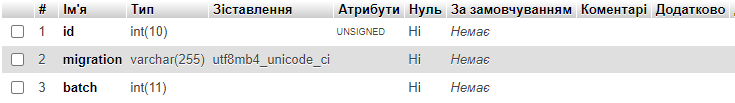 # Ім'я Тип Зіставлення Атрибути Нуль За замовчуванням Коментарі Додатково
1 id int(10) UNSIGNED Ні Немає
2 migration varchar(255) utf8mb4_unicode_ci Ні Немає
3 batch int(11) Ні Немає